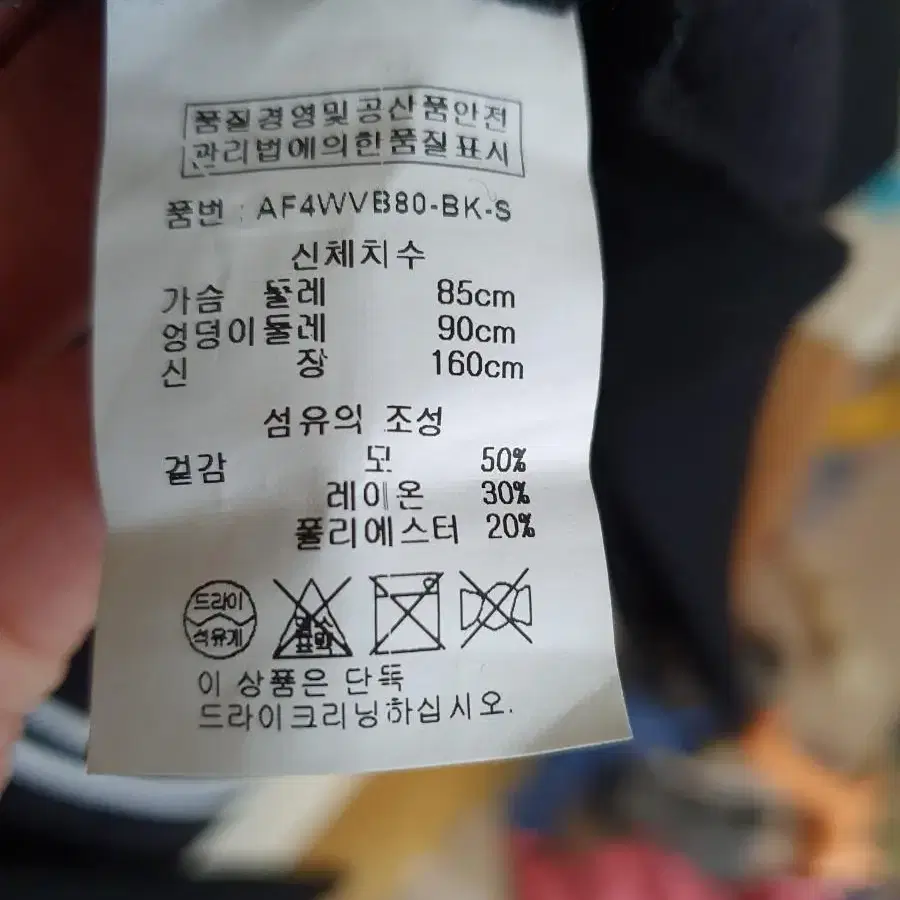 품질경영및공산품안전
관리법에의한품질표시
품번 : AF4WVB80-BK-S
신체치수
가슴 둘레 85cm
엉덩이둘레 90cm
신 장 160cm
섬유의 조성
겉감 모 50%
레이온 30%
폴리에스터 20%
드라이
석유계
염소
표백
이 상품은 단독
드라이크리닝하십시오.